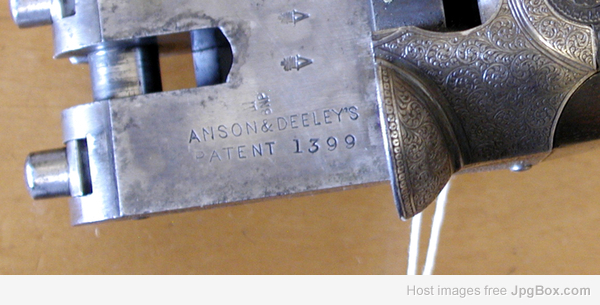 ANSON & DEELEY'S
PATENT 1399
Host images free JpgBox.com